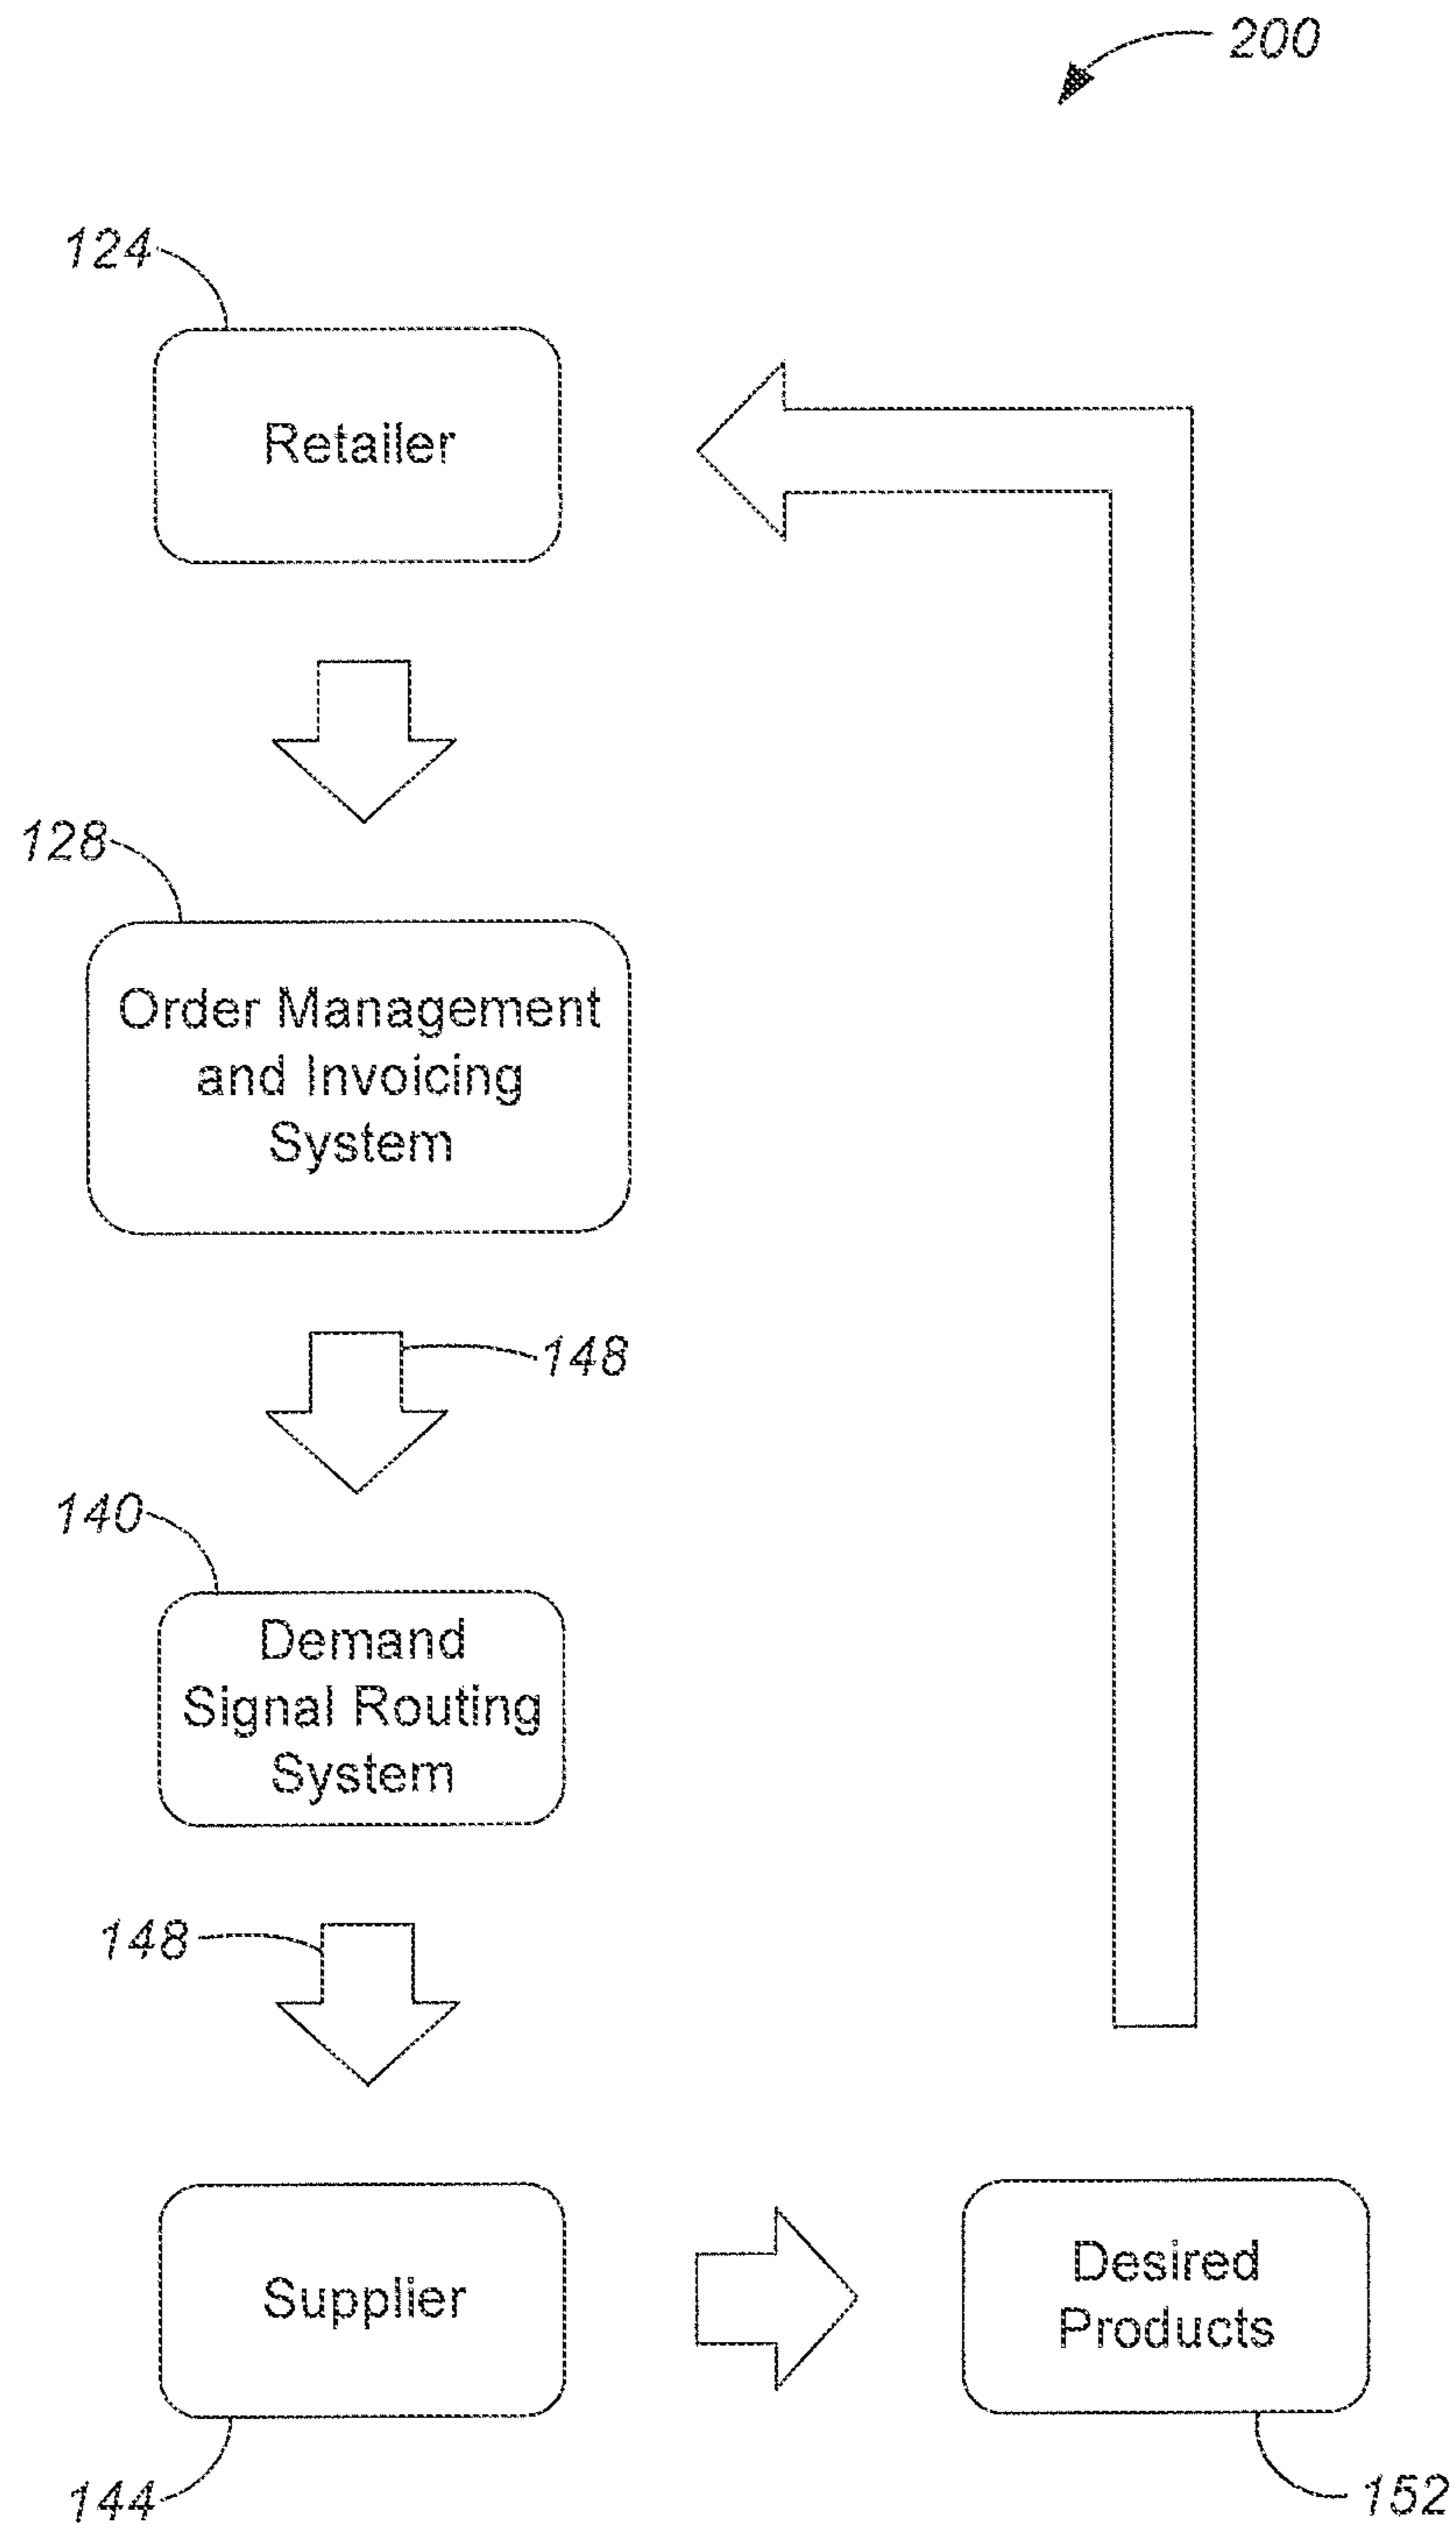 200
124
Retailer
128
Order Management
and Invoicing
System
148
140
Demand
Signal Routing
System
148
Supplier
Desired
Products
144
152